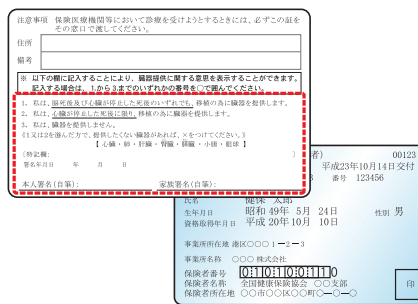 注意事項 保険医療機関等において診療を受けようとするときには、必ずこの証を
その窓口で渡してください。
住所
備考
※ 以下の欄に記入することにより、臓器提供に関する意思を表示することができます。
記入する場合は、1.から3.までのいずれかの番号を○で囲んでください。
1. 私は、脳死後及び心臓が停止した死後のいずれでも、移植の為に臓器を提供します。
2. 私は、心臓が停止した死後に限り、移植の為に臓器を提供します。
3. 私は、臓器を提供しません。
《1又は2を選んだ方で、提供したくない臓器があれば、×をつけてください。》
【 心臓・肺・肝臓・腎臓・膵臓・小腸・眼球 】
〔特記欄: 〕
署名年月日 年 月 日
本人署名(自筆): 家族署名(自筆):
者) 00123
平成23年10月14日交付
番号 123456
氏名 健保 太郎
生年月日 昭和 49年 5月 24日 性別 男
資格取得年月日 平成 20年 10月 10日
事業所所在地 港区○○○ 1-2-3
事業所名称 ○○○ 株式会社
保険者番号 01101001110
保険者名称 全国健康保険協会 ○○支部
保険者所在地 ○○市○○区○○町○-○-○
印